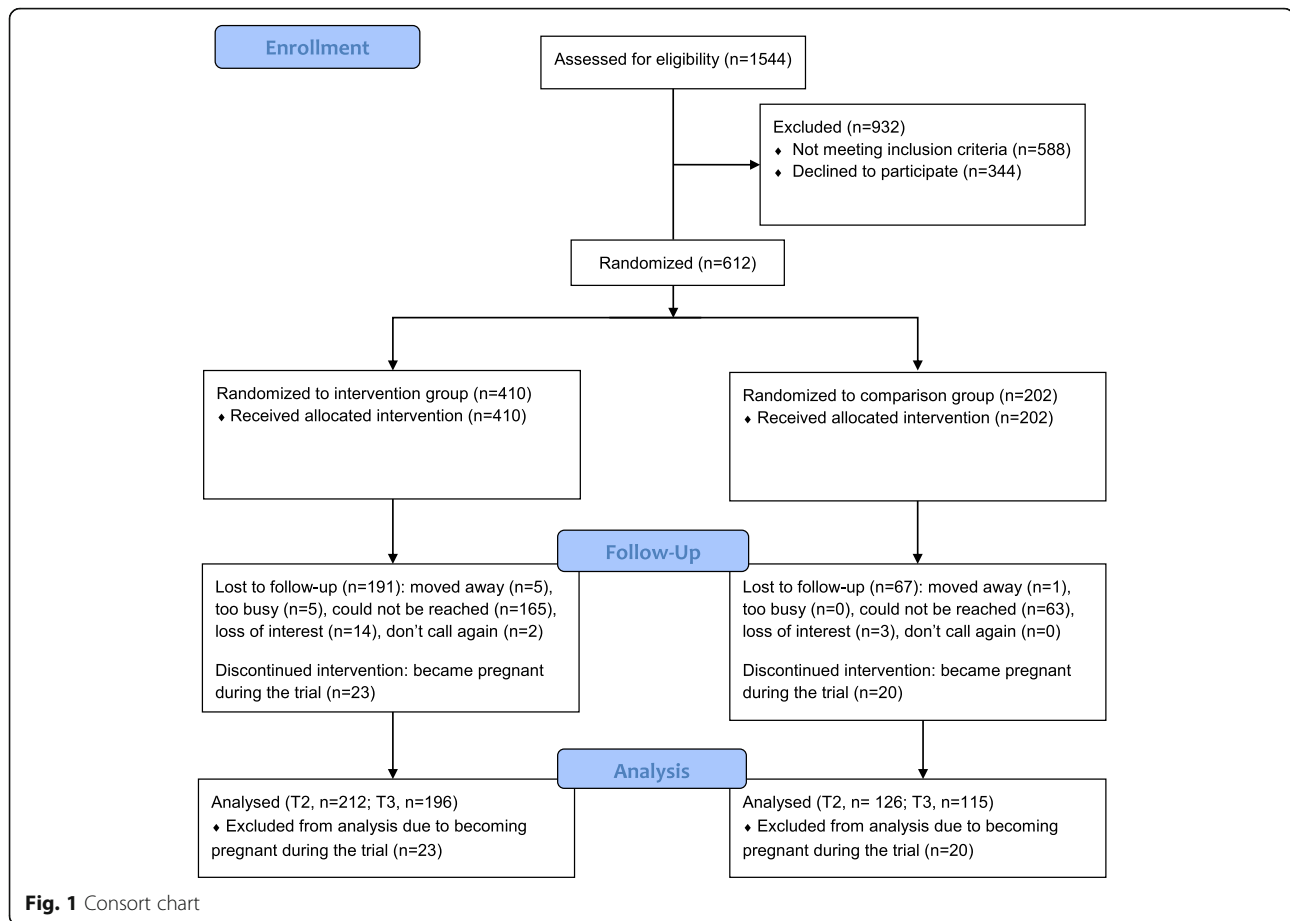 Enrollment
Assessed for eligibility (n=1544)
Excluded (n=932)
♦ Not meeting inclusion criteria (n=588)
♦ Declined to participate (n=344)
Randomized (n=612)
Randomized to intervention group (n=410)
♦ Received allocated intervention (n=410)
Randomized to comparison group (n=202)
♦ Received allocated intervention (n=202)
Follow-Up
Lost to follow-up (n=191): moved away (n=5),
too busy (n=5), could not be reached (n=165),
loss of interest (n=14), don't call again (n=2)
Discontinued intervention: became pregnant
during the trial (n=23)
Lost to follow-up (n=67): moved away (n=1),
too busy (n=0), could not be reached (n=63),
loss of interest (n=3), don't call again (n=0)
Discontinued intervention: became pregnant
during the trial (n=20)
Analysis
Analysed (T2, n=212; T3, n=196)
♦ Excluded from analysis due to becoming
pregnant during the trial (n=23)
Analysed (T2, n= 126; T3, n=115)
♦ Excluded from analysis due to becoming
pregnant during the trial (n=20)
Fig. 1 Consort chart